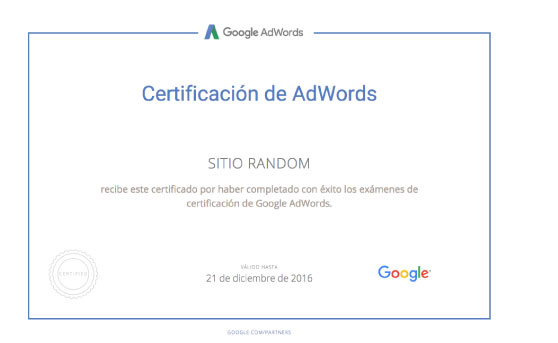 Google AdWords
Certificación de AdWords
SITIO RANDOM
recibe este certificado por haber completado con éxito los exámenes de
certificación de Google AdWords.
VÁLIDO HASTA
21 de diciembre de 2016
Google
GOOGLE.COM/PARTNERS